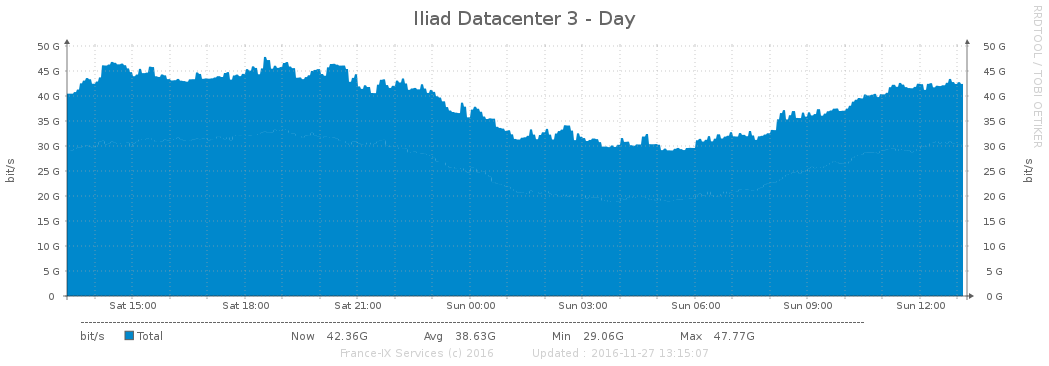 Iliad Datacenter 3 - Day
RRDTOOL / TOBI OETIKER
50 G 50 G
45 G 45 G
40 G 40 G
35 G 35 G
30 G 30 G
25 G 25 G
20 G 20 G
15 G 15 G
10 G 10 G
5 G 5 G
0 0 G
bit/s bit/s
Sat 15:00 Sat 18:00 Sat 21:00 Sun 00:00 Sun 03:00 Sun 06:00 Sun 09:00 Sun 12:00
bit/s Total Now 42.36G Avg 38.63G Min 29.06G Max 47.77G
France-IX Services (c) 2016 Updated : 2016-11-27 13:15:07